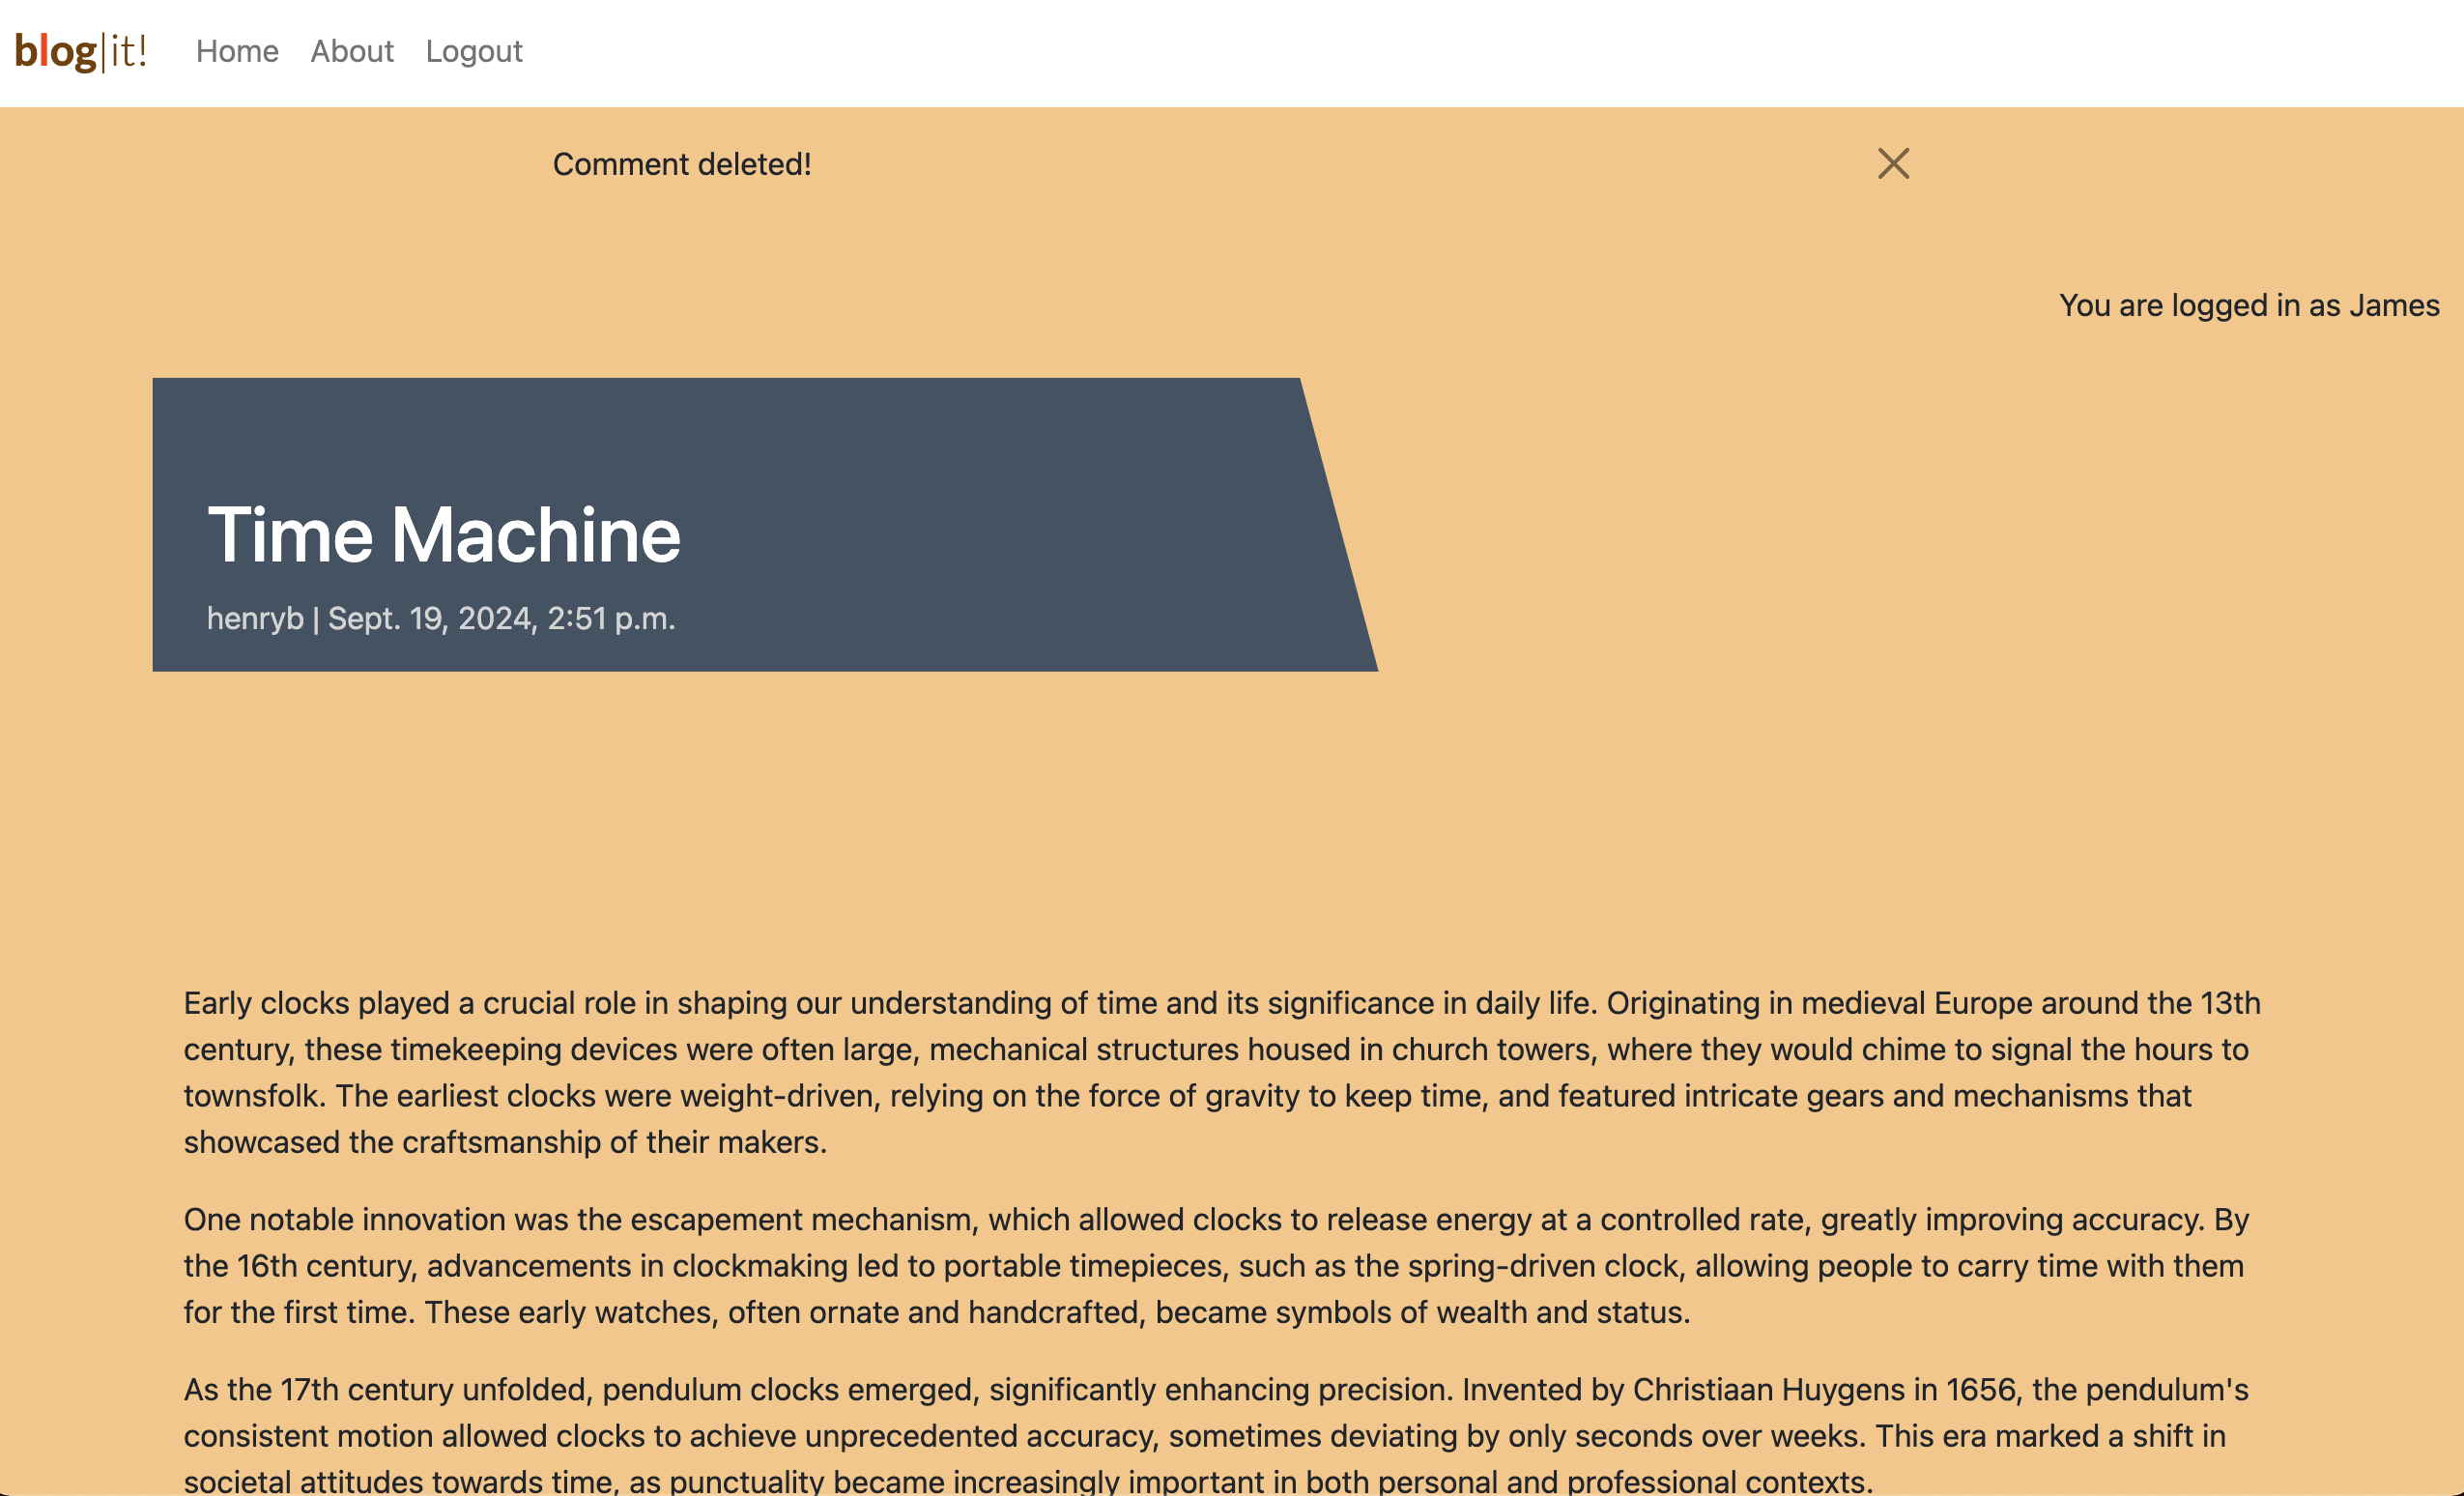 blog|it! Home About Logout
Comment deleted!
You are logged in as James
Time Machine
henryb | Sept. 19, 2024, 2:51 p.m.
Early clocks played a crucial role in shaping our understanding of time and its significance in daily life. Originating in medieval Europe around the 13th
century, these timekeeping devices were often large, mechanical structures housed in church towers, where they would chime to signal the hours to
townsfolk. The earliest clocks were weight-driven, relying on the force of gravity to keep time, and featured intricate gears and mechanisms that
showcased the craftsmanship of their makers.
One notable innovation was the escapement mechanism, which allowed clocks to release energy at a controlled rate, greatly improving accuracy. By
the 16th century, advancements in clockmaking led to portable timepieces, such as the spring-driven clock, allowing people to carry time with them
for the first time. These early watches, often ornate and handcrafted, became symbols of wealth and status.
As the 17th century unfolded, pendulum clocks emerged, significantly enhancing precision. Invented by Christiaan Huygens in 1656, the pendulum's
consistent motion allowed clocks to achieve unprecedented accuracy, sometimes deviating by only seconds over weeks. This era marked a shift in
societal attitudes towards time, as punctuality became increasingly important in both personal and professional contexts.